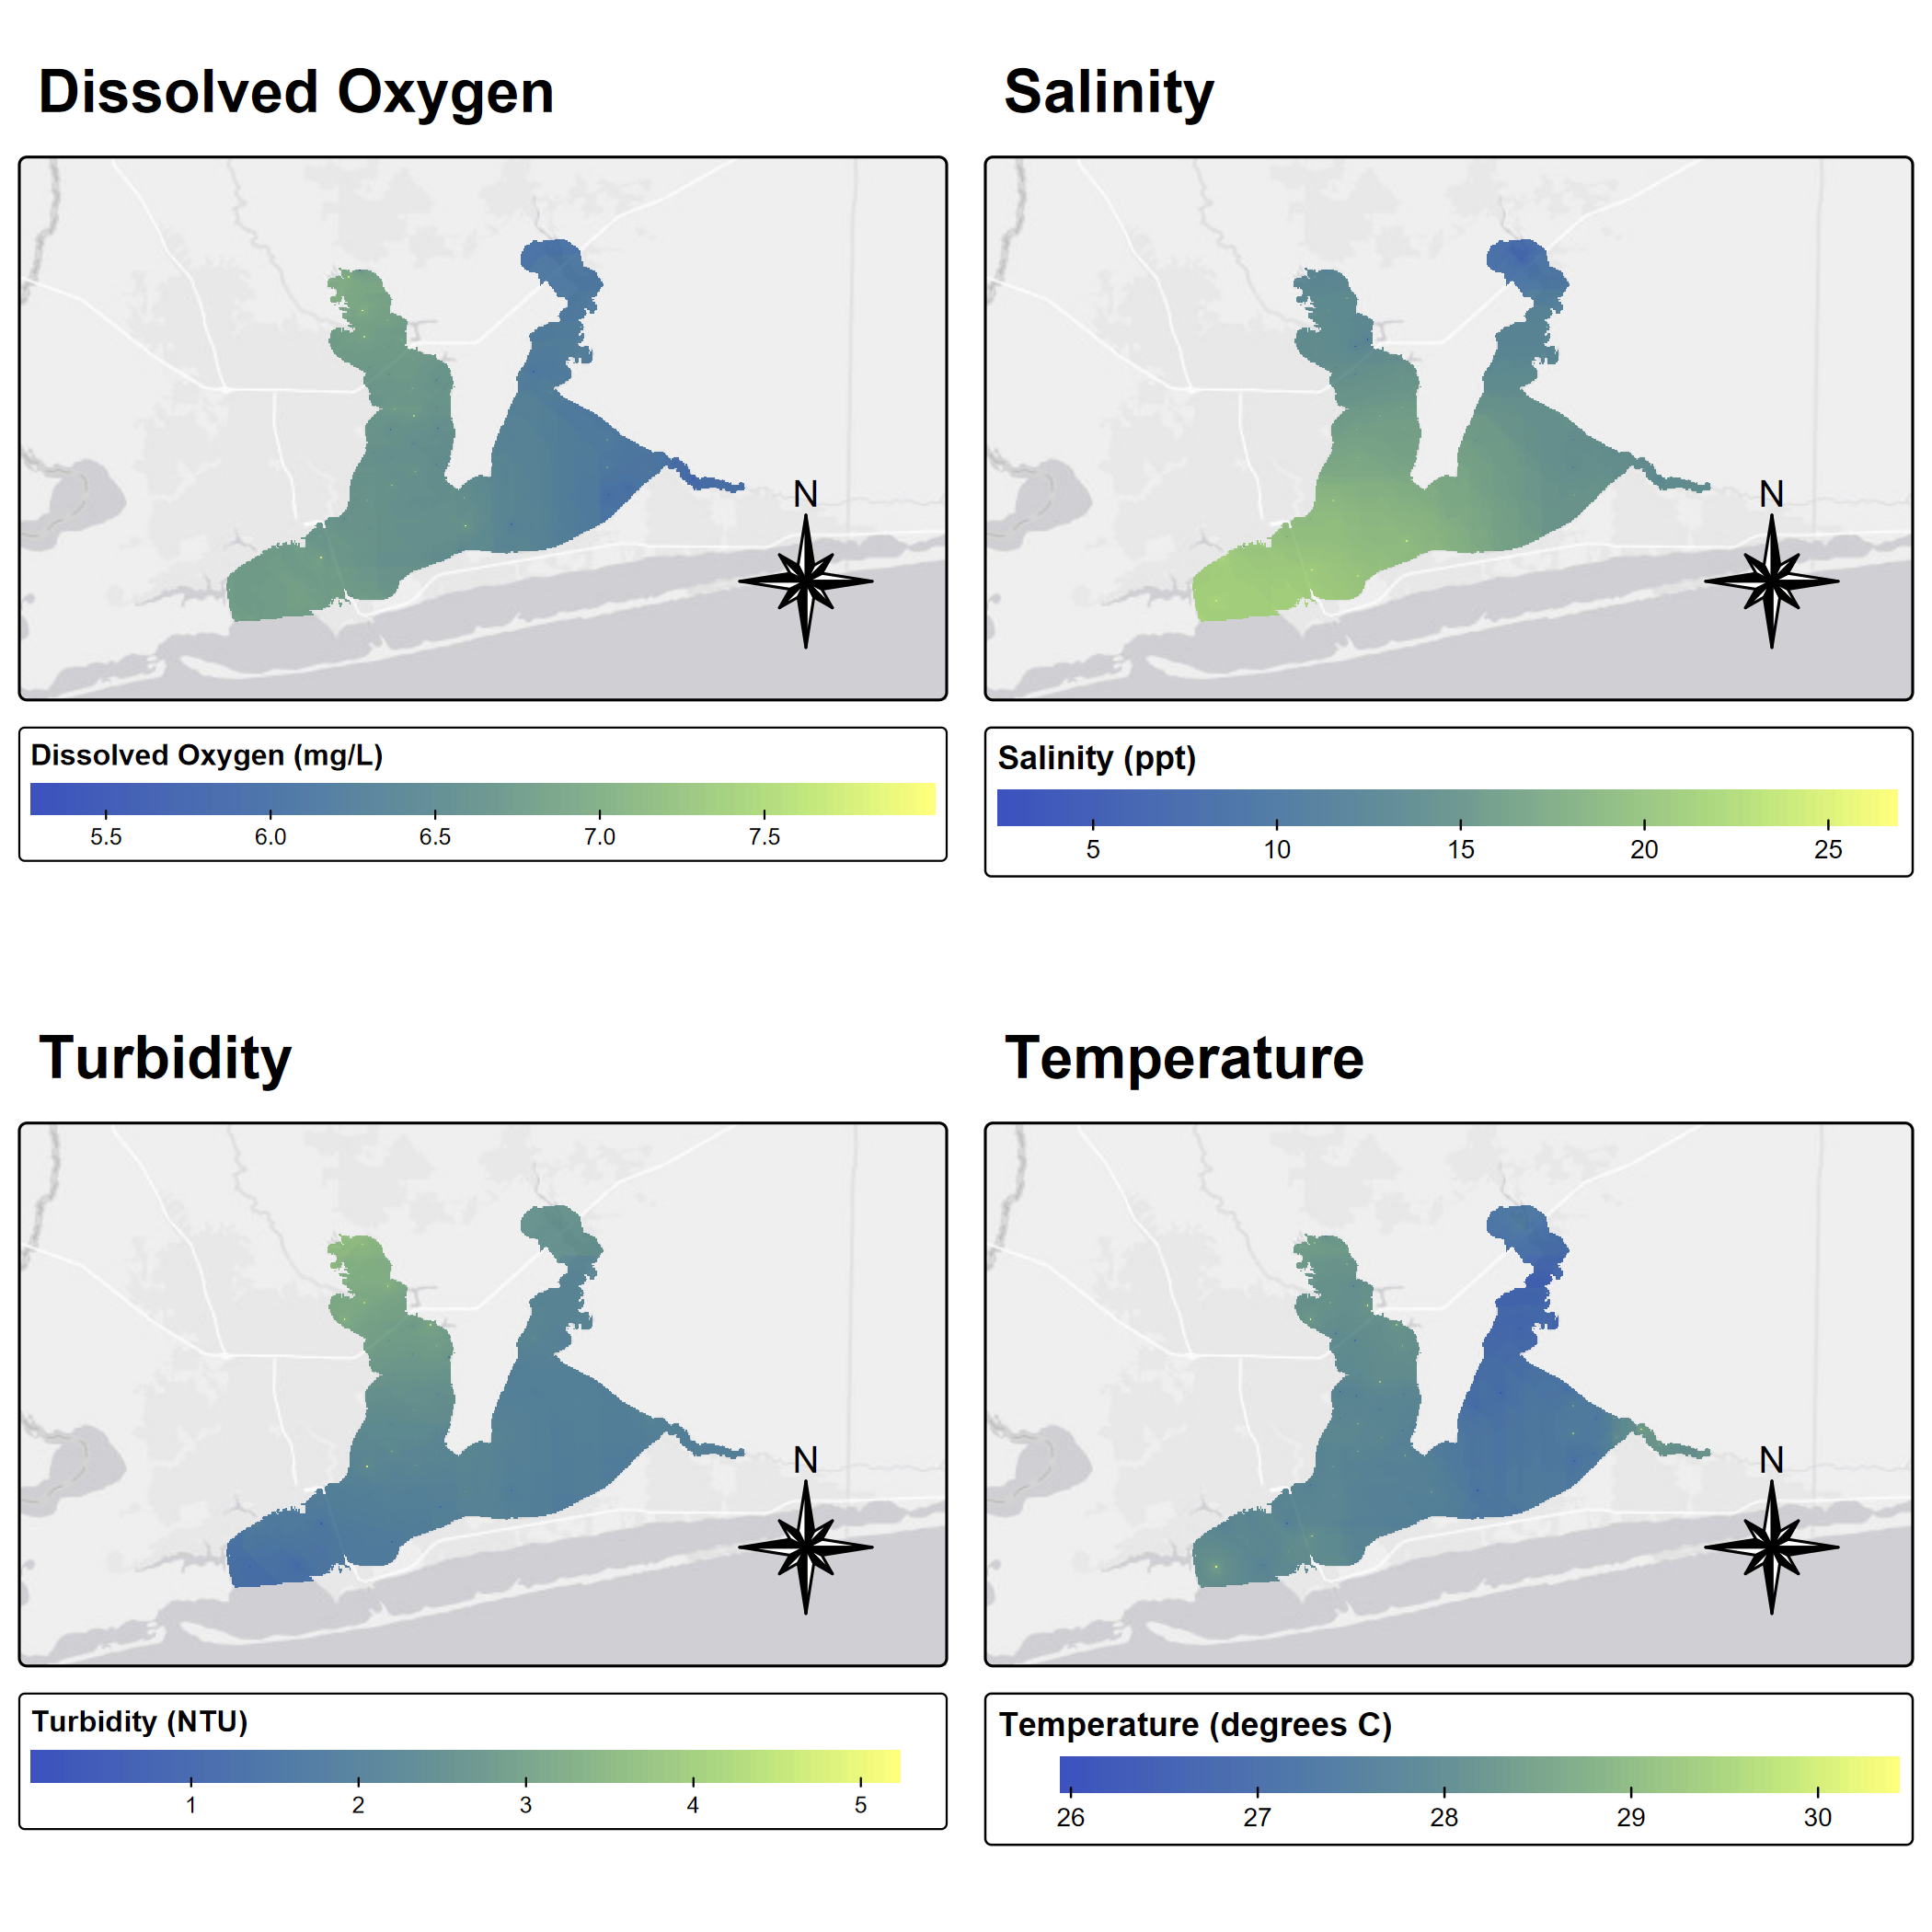 Dissolved Oxygen
N
Dissolved Oxygen (mg/L)
5.5 6.0 6.5 7.0 7.5
Salinity
N
Salinity (ppt)
5 10 15 20 25
Turbidity
N
Turbidity (NTU)
1 2 3 4 5
Temperature
N
Temperature (degrees C)
26 27 28 29 30